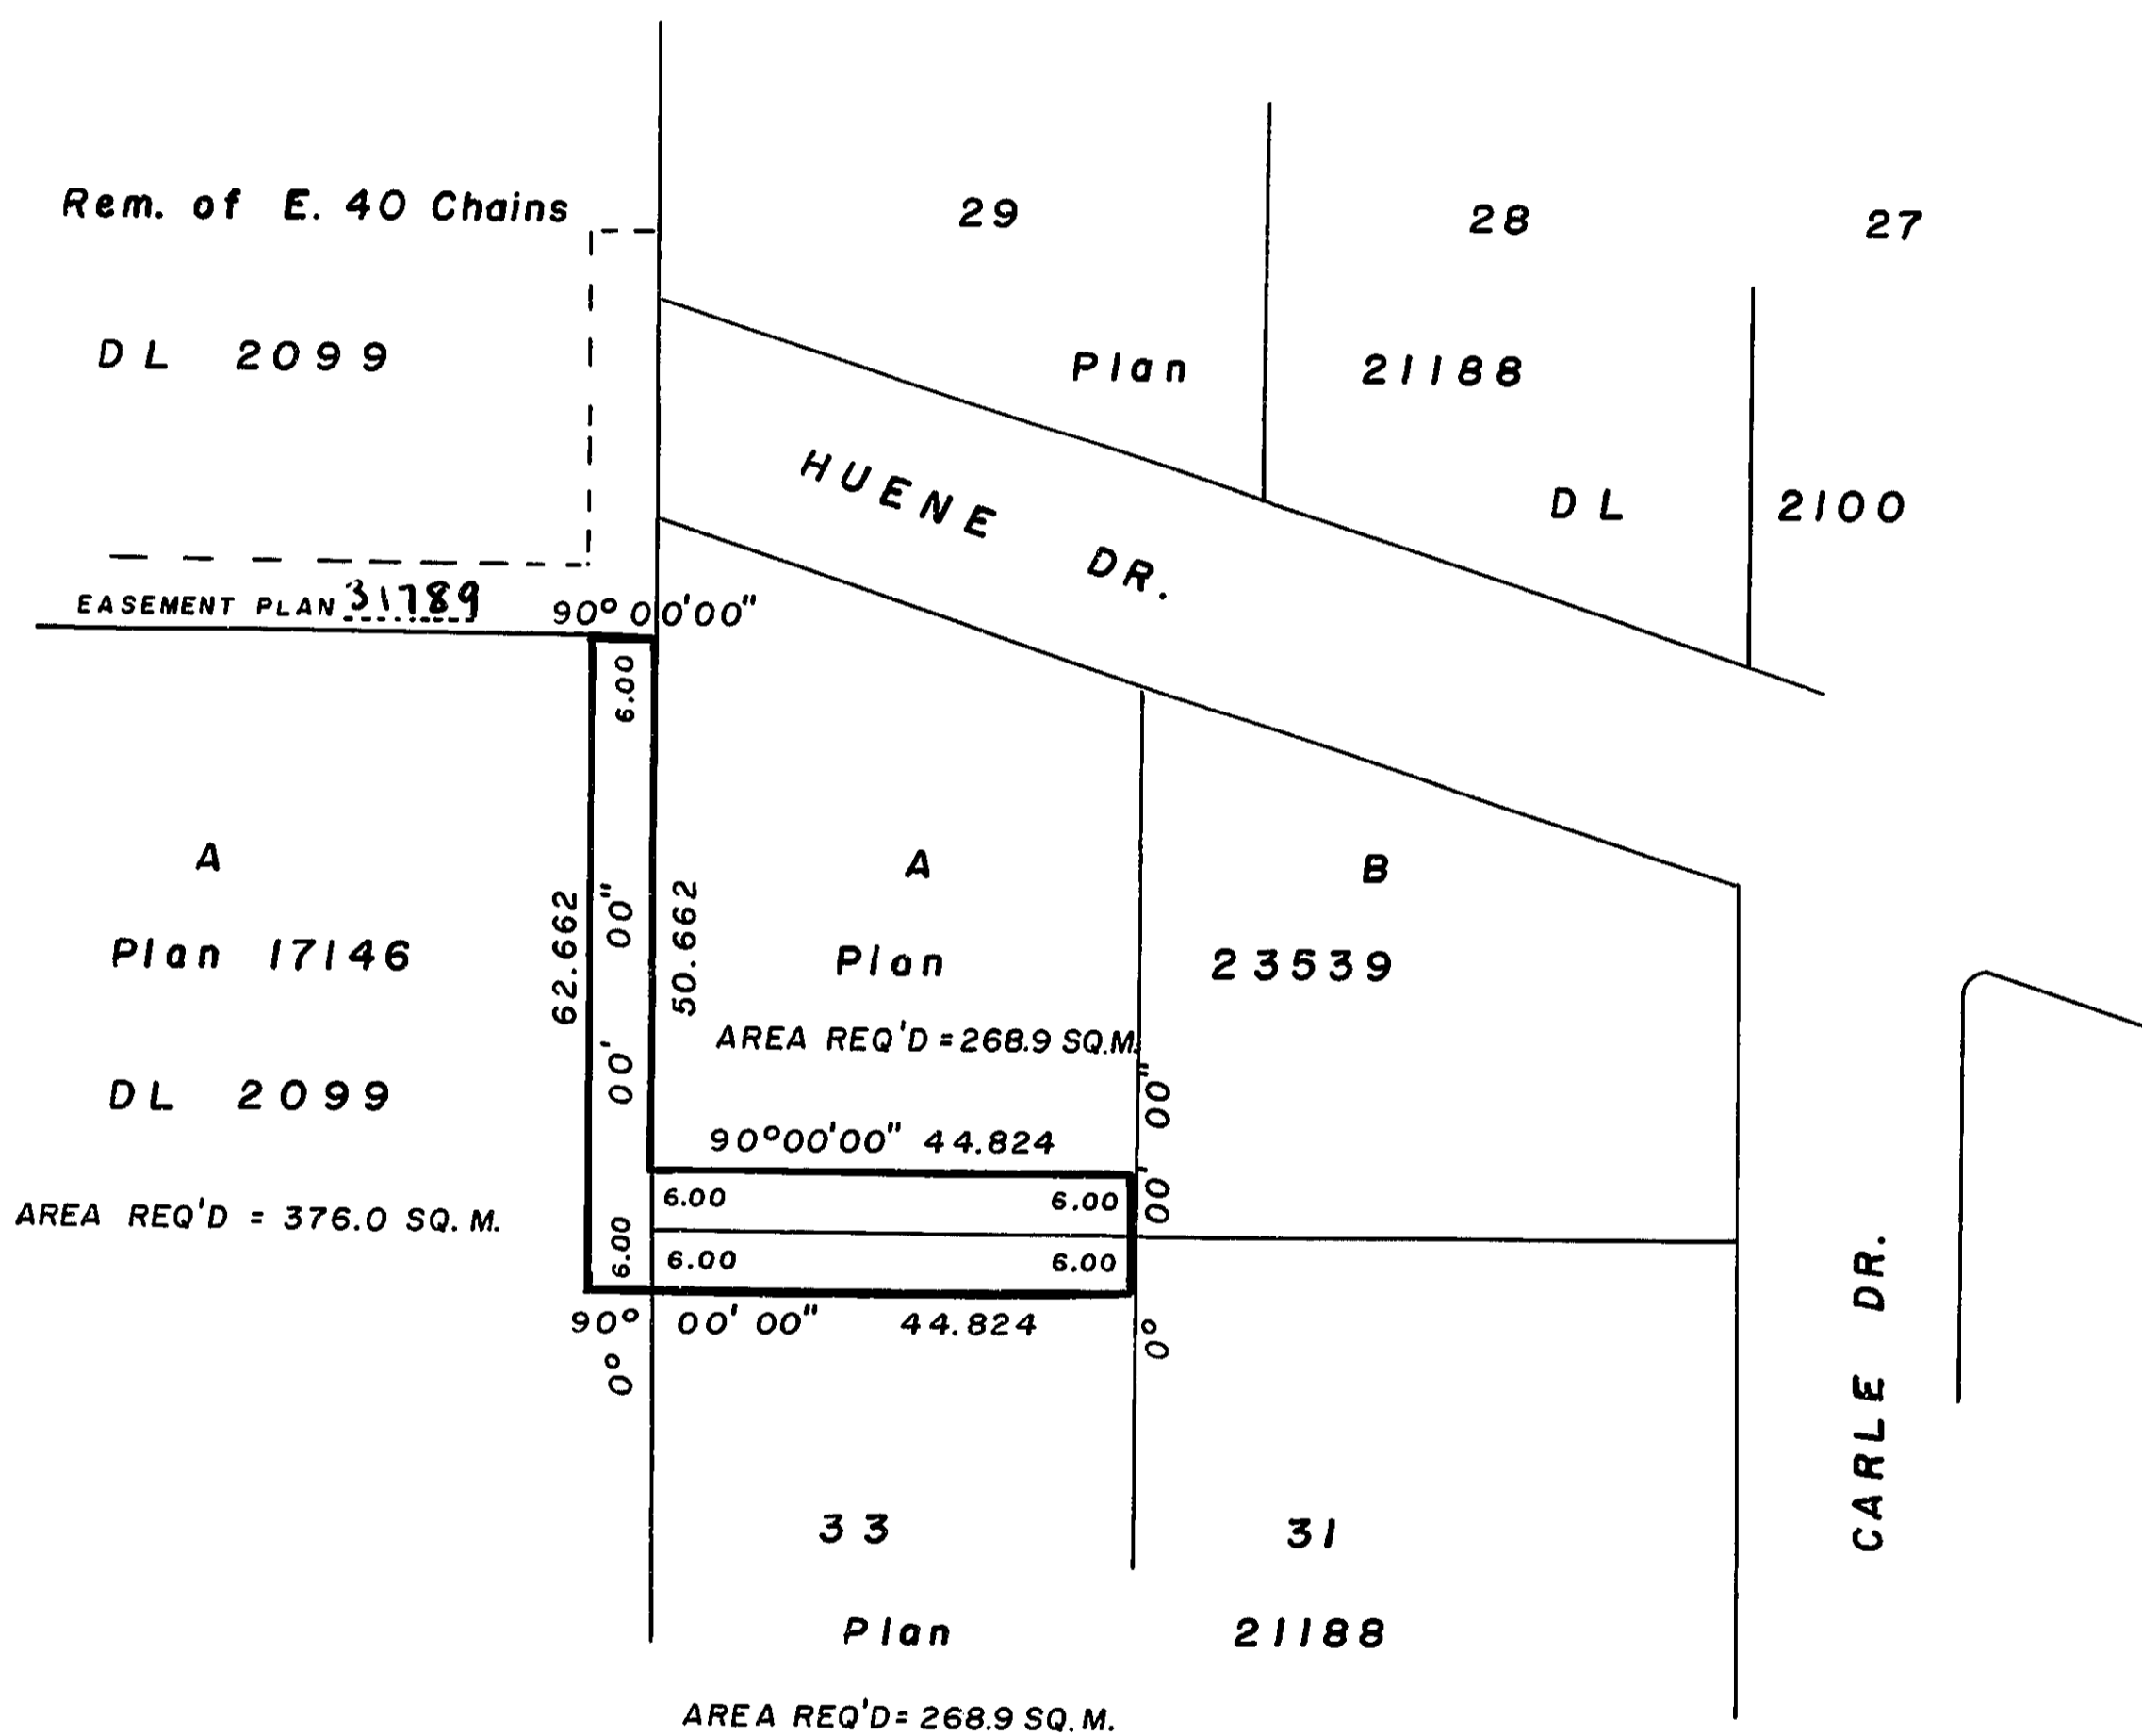 Rem. of E. 40 Chains
29
28
27
DL 2099
Plan 21188
HUENE DR.
DL 2100
EASEMENT PLAN 31789
90° 00'00"
6.00
A
A
B
62.662
0° 00' 00"
50.662
Plan 17146
Plan 23539
AREA REQ'D = 268.9 SQ.M.
DL 2099
0° 00' 00"
90°00'00" 44.824
AREA REQ'D = 376.0 SQ. M.
6.00
6.00
6.00
6.00
6.00
90° 00' 00" 44.824
CARLE DR.
33
31
Plan 21188
AREA REQ'D = 268.9 SQ. M.